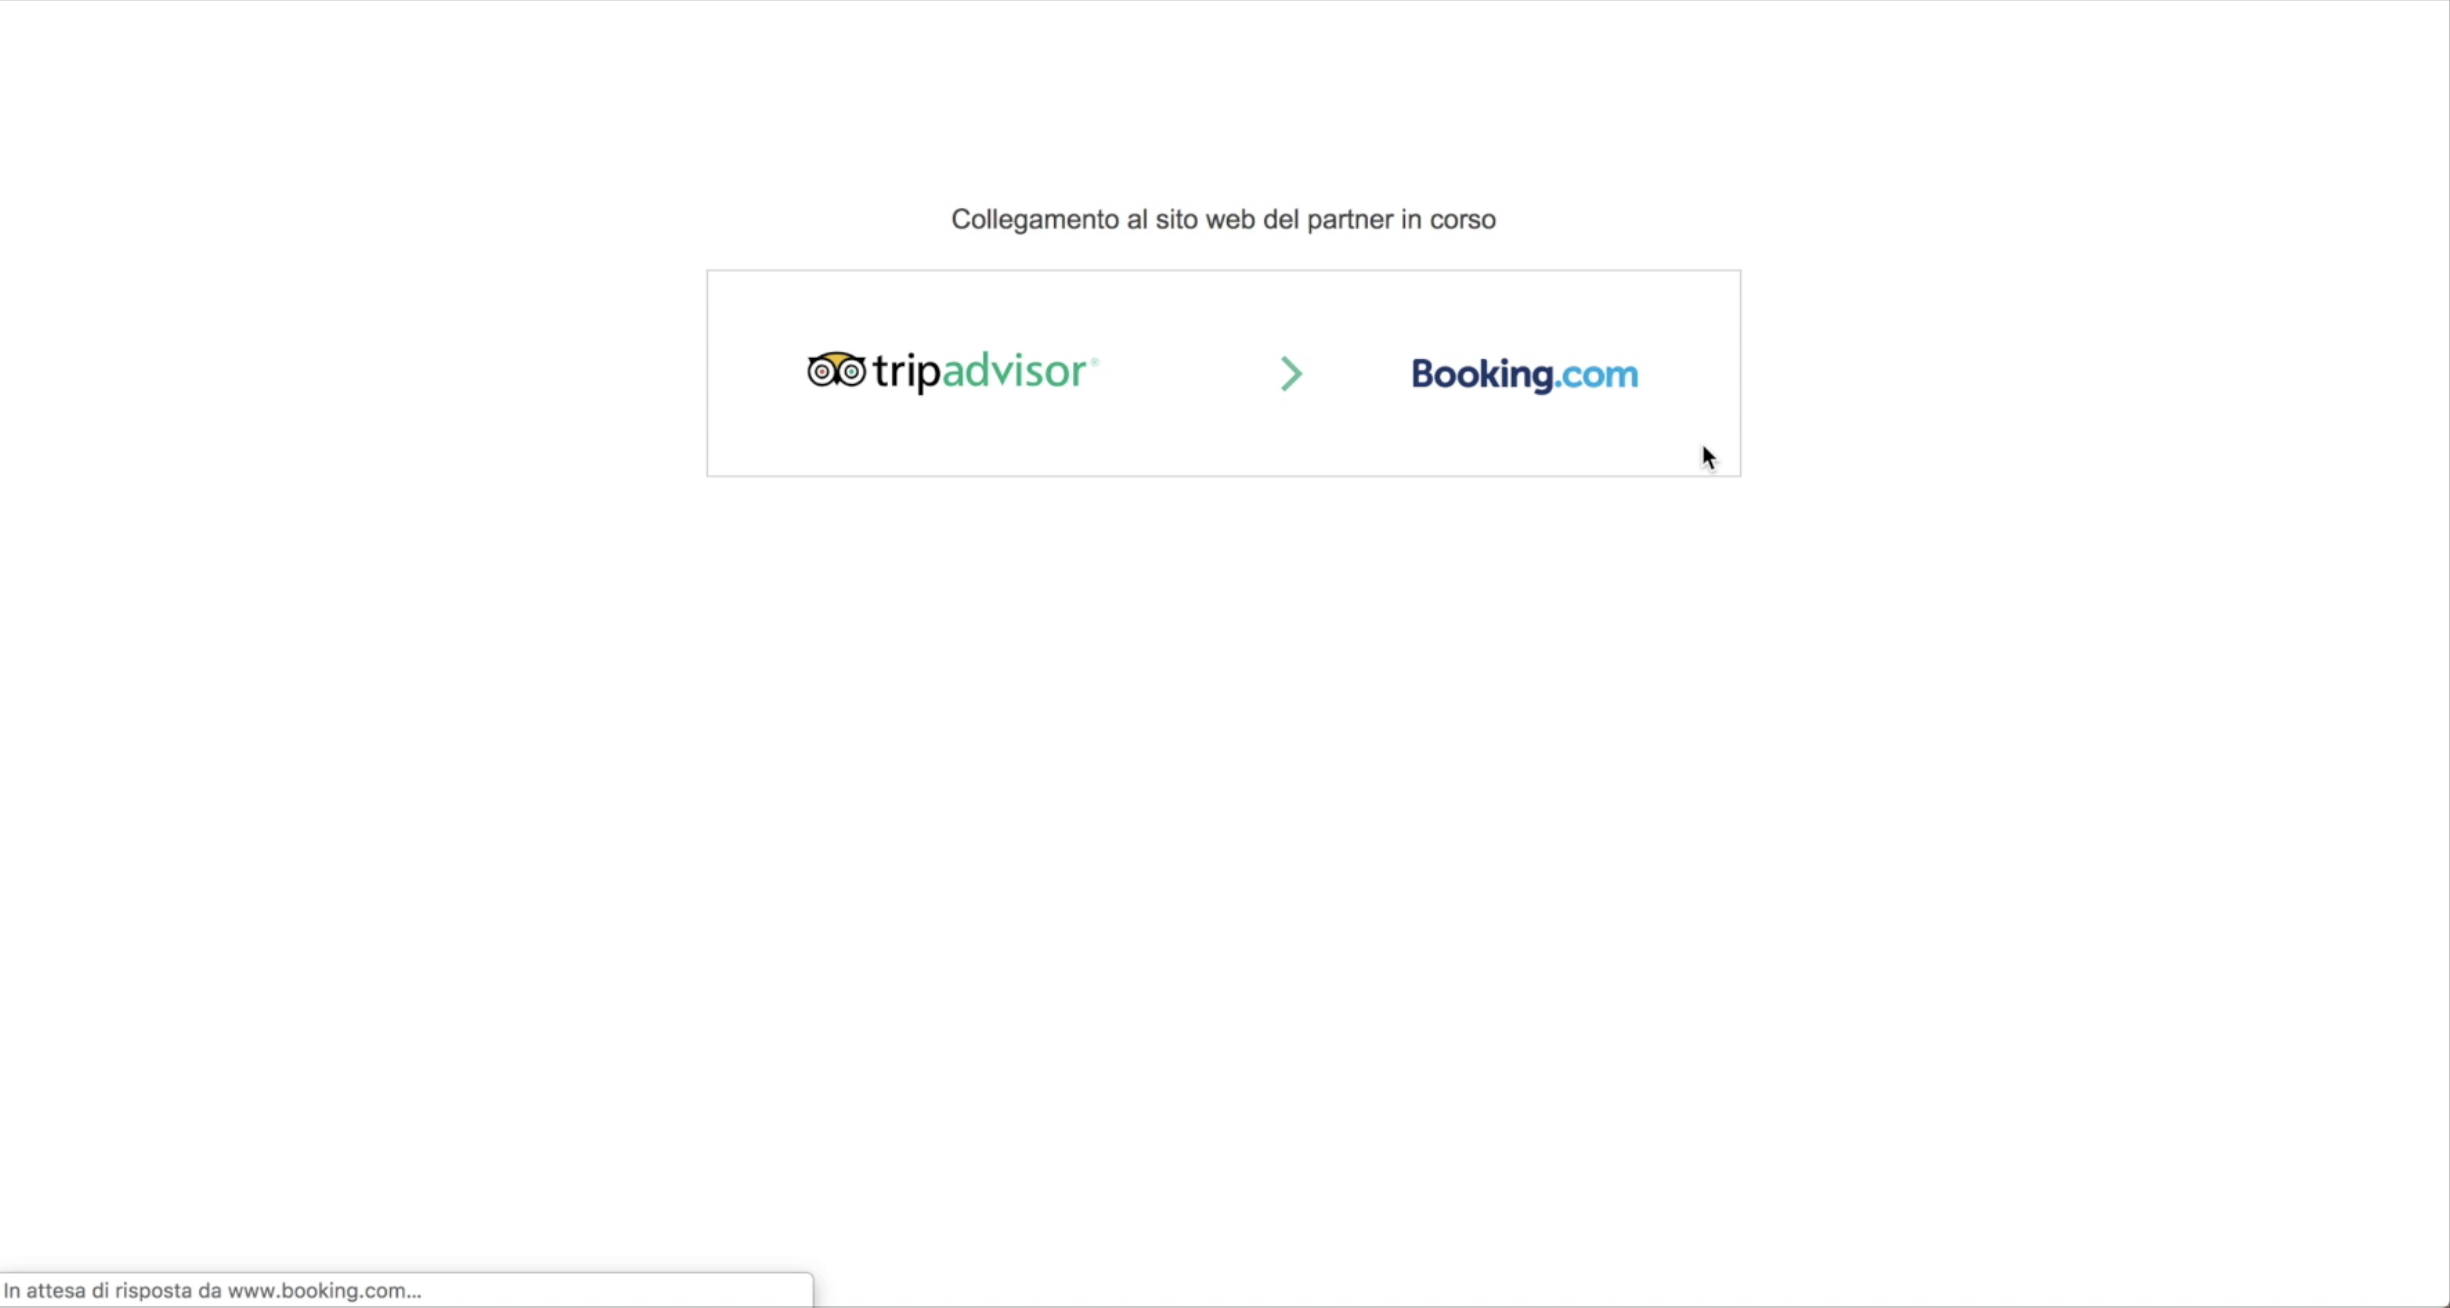 Collegamento al sito web del partner in corso
tripadvisor®
Booking.com
In attesa di risposta da www.booking.com...